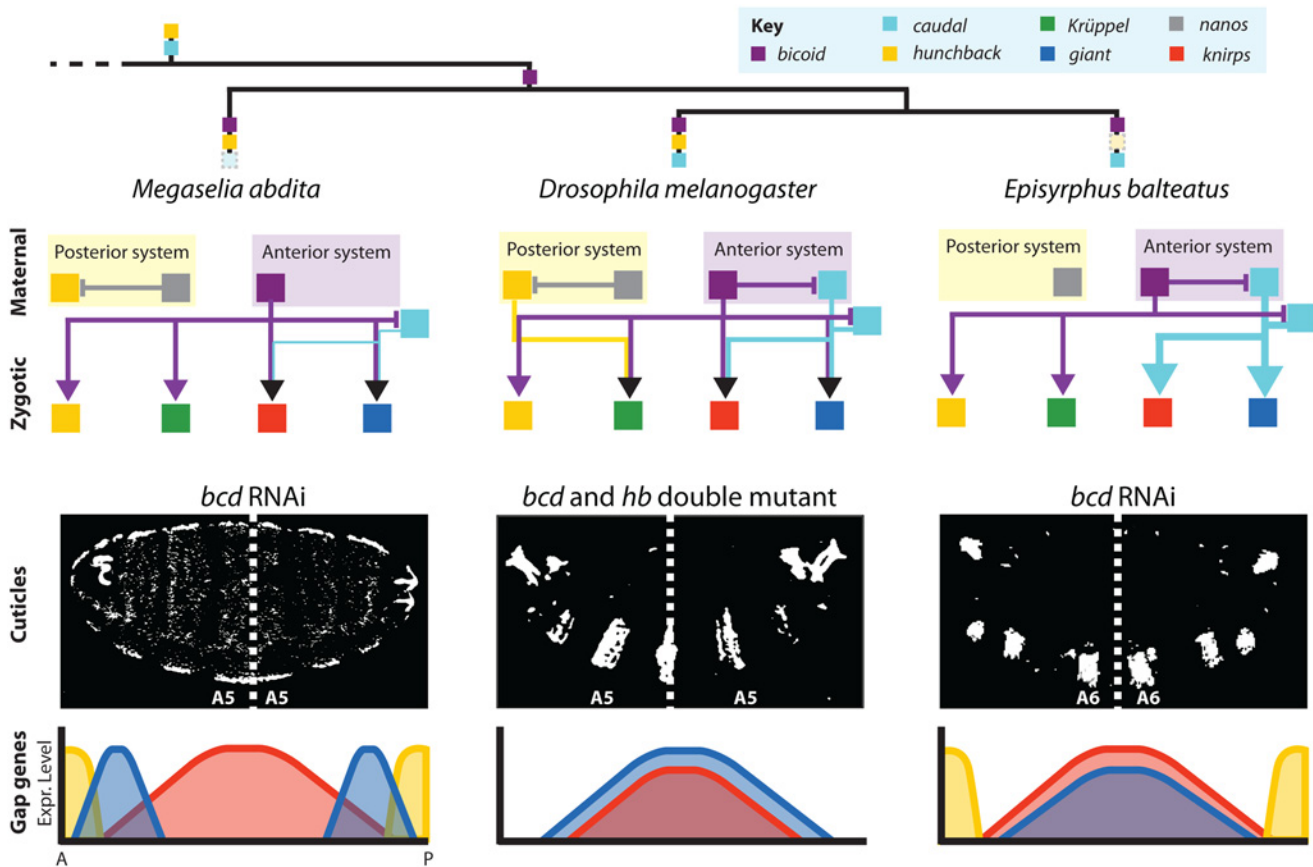 Key
caudal
Krüppel
nanos
bicoid
hunchback
giant
knirps
Megaselia abdita
Drosophila melanogaster
Episyrphus balteatus
Maternal
Posterior system
Anterior system
Posterior system
Anterior system
Posterior system
Anterior system
Zygotic
bcd RNAi
bcd and hb double mutant
bcd RNAi
Cuticles
A5 A5
A5 A5
A6 A6
Gap genes
Expr. Level
A
P